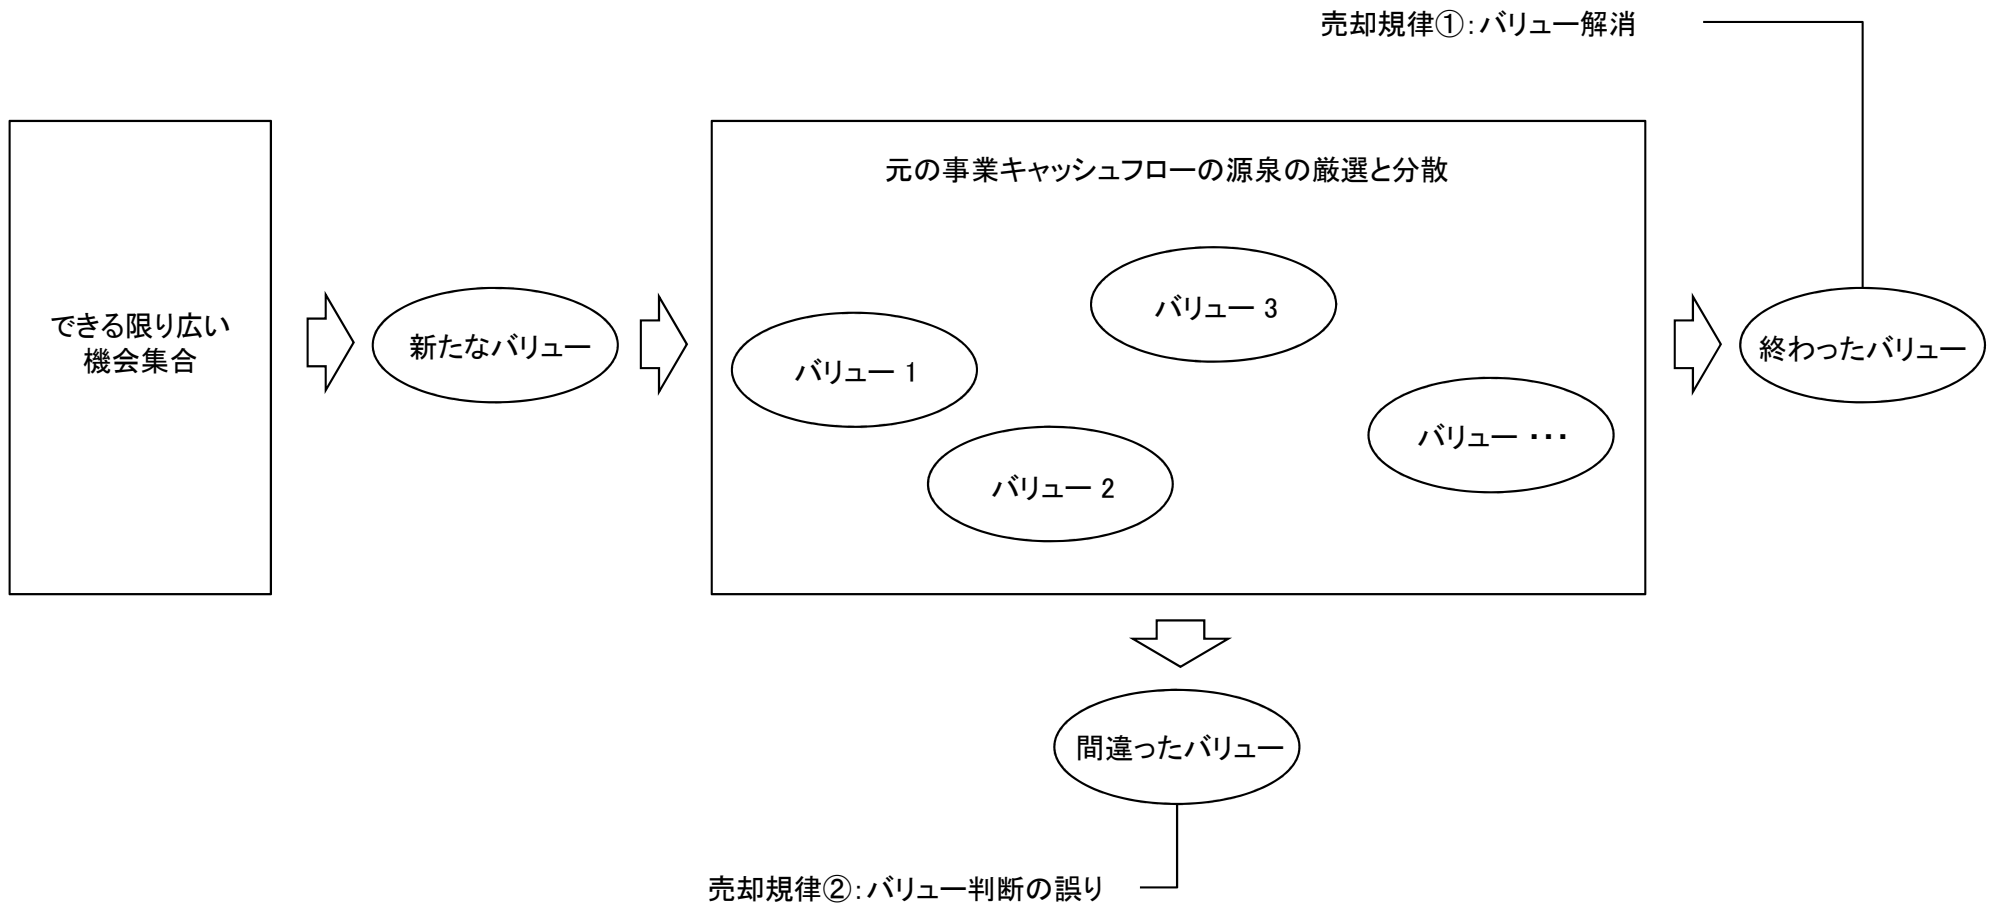 売却規律①：バリュー解消
元の事業キャッシュフローの源泉の厳選と分散
できる限り広い
機会集合
新たなバリュー
バリュー 1
バリュー 2
バリュー 3
バリュー ・・・
終わったバリュー
間違ったバリュー
売却規律②：バリュー判断の誤り